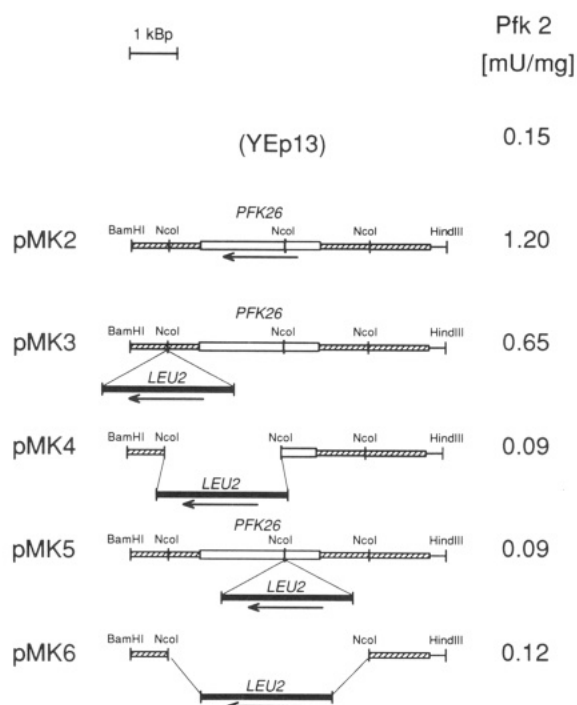 1 kBp
Pfk 2
[mU/mg]
(YEp13) 0.15
PFK26
BamHI NcoI NcoI NcoI HindIII
pMK2 1.20
PFK26
BamHI NcoI NcoI NcoI HindIII
pMK3 0.65
LEU2
BamHI NcoI NcoI NcoI HindIII
pMK4 0.09
LEU2
PFK26
BamHI NcoI NcoI NcoI HindIII
pMK5 0.09
LEU2
BamHI NcoI NcoI HindIII
pMK6 0.12
LEU2